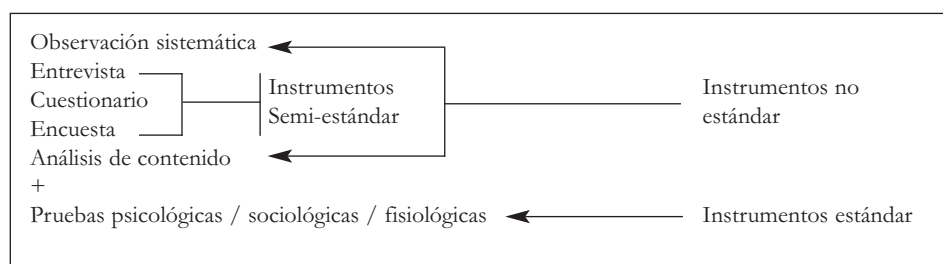 Observación sistemática
Entrevista
Cuestionario
Encuesta
Análisis de contenido
+
Pruebas psicológicas / sociológicas / fisiológicas
Instrumentos
Semi-estándar
Instrumentos no
estándar
Instrumentos estándar